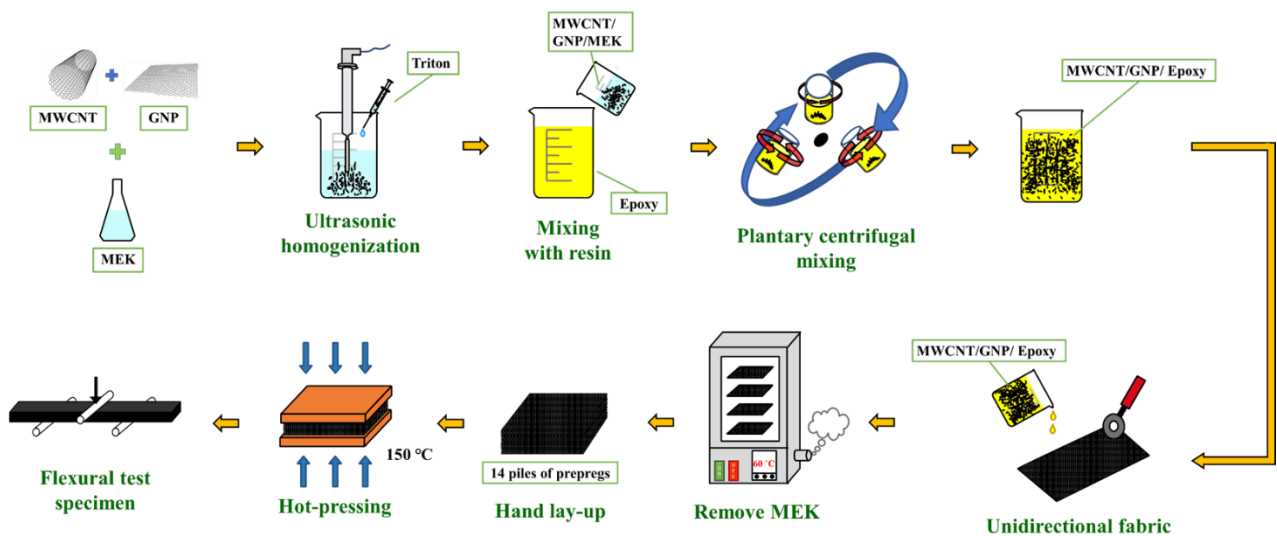 MWCNT
GNP
MEK
Triton
Ultrasonic
homogenization
MWCNT/
GNP/MEK
Epoxy
Mixing
with resin
Plantary centrifugal
mixing
MWCNT/GNP/ Epoxy
MWCNT/GNP/ Epoxy
Unidirectional fabric
60 °C
Remove MEK
14 piles of prepregs
Hand lay-up
150 °C
Hot-pressing
Flexural test
specimen